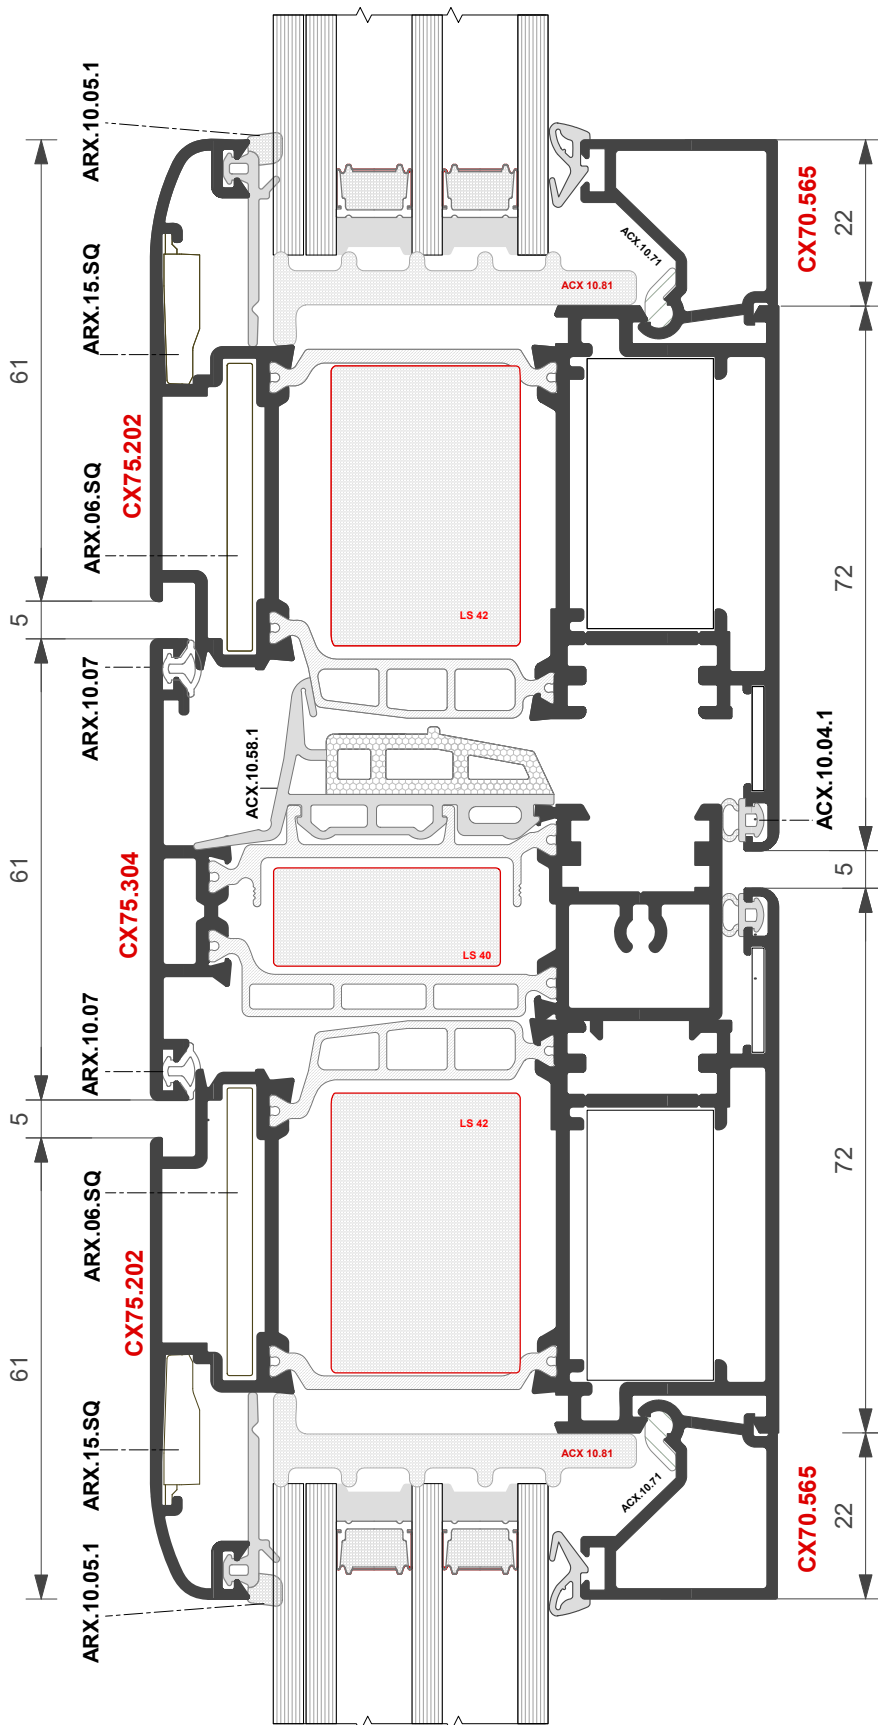 ARX.10.05.1
ARX.15.SQ
CX75.202
ARX.06.SQ
ARX.10.07
ACX.10.58.1
CX75.304
ARX.10.07
ARX.06.SQ
CX75.202
ARX.15.SQ
ARX.10.05.1
61
5
61
61
5
61
ACX 10.81
LS 42
LS 40
LS 42
ACX 10.81
ACX.10.71
ACX.10.71
CX70.565
22
72
ACX.10.04.1
5
72
CX70.565
22